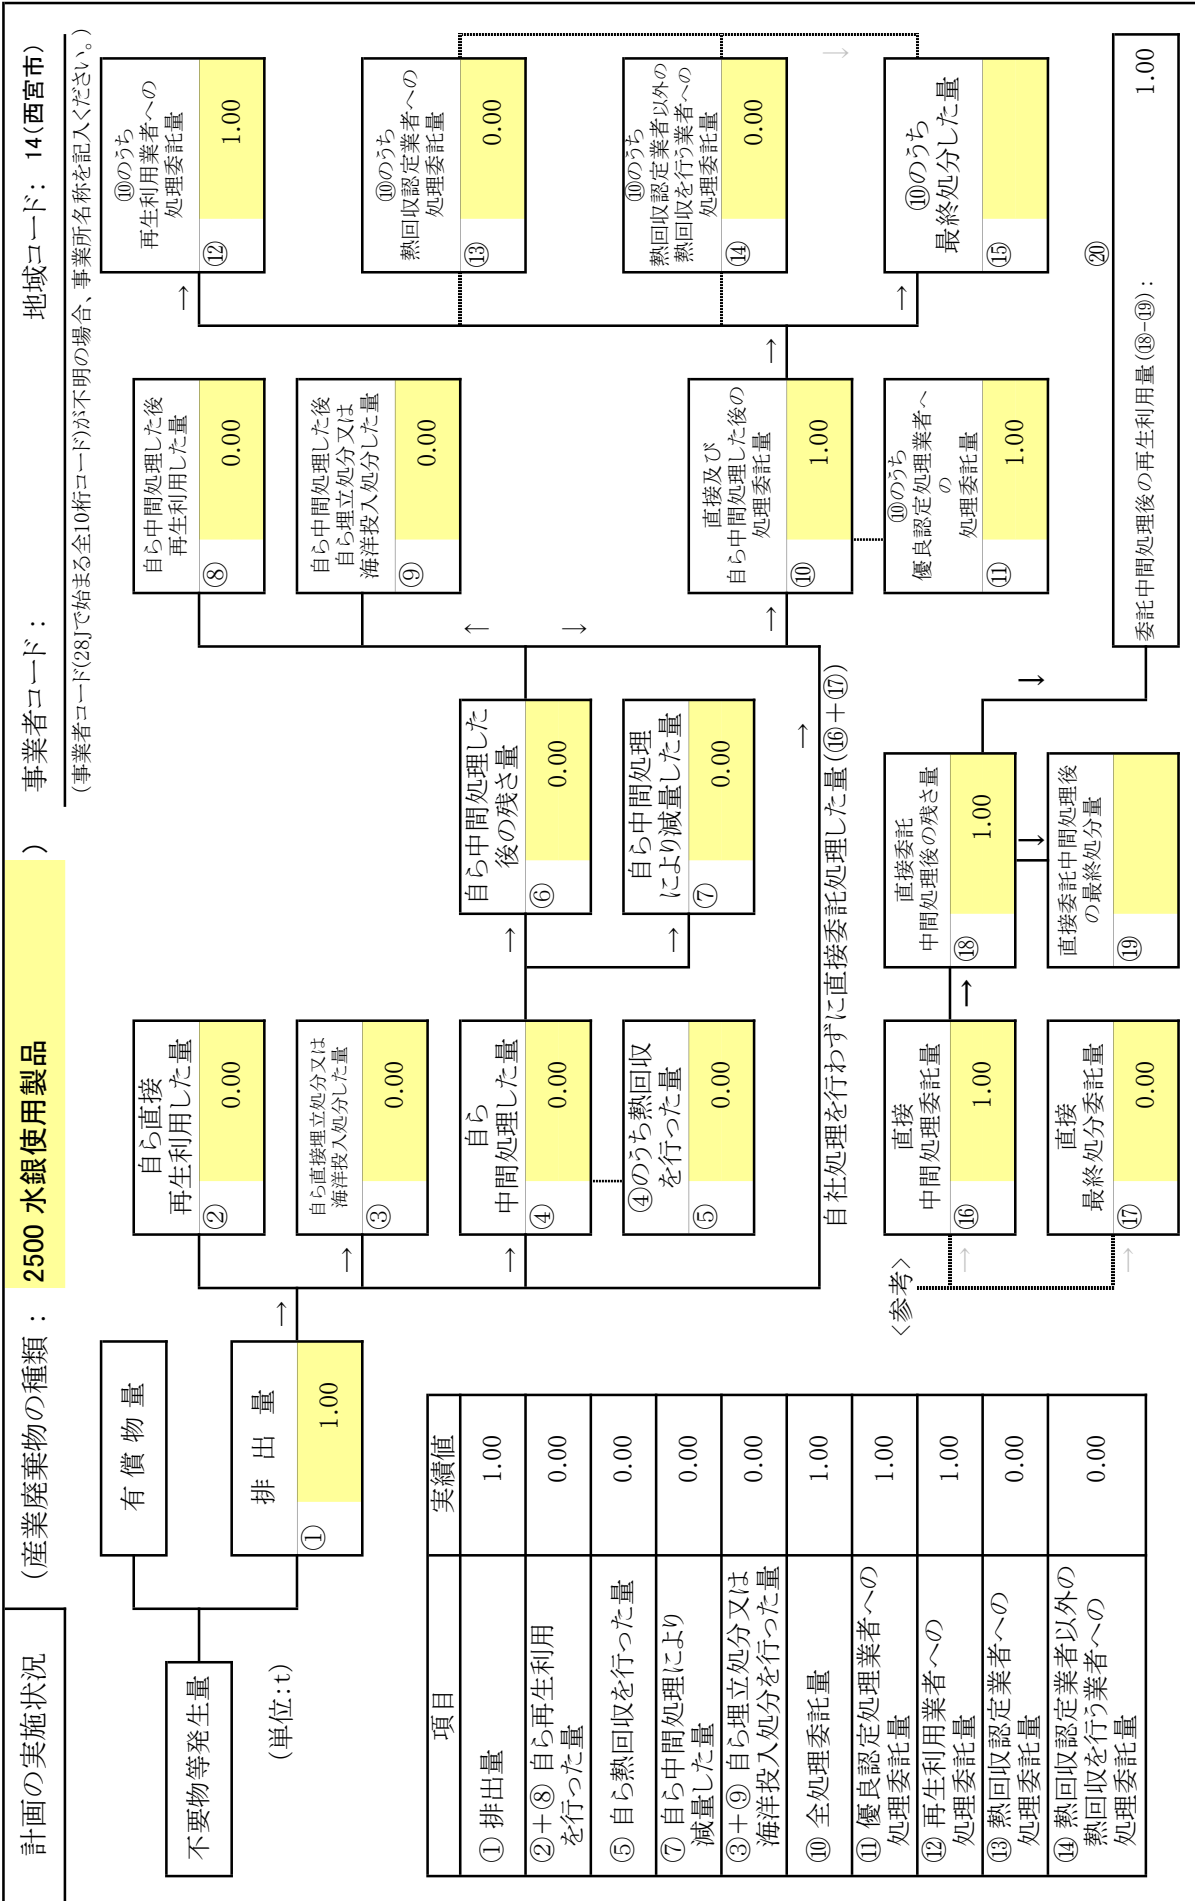 計画の実施状況
(産業廃棄物の種類： 2500 水銀使用製品 )
事業者コード：
地域コード： 14(西宮市)
(事業者コード(28Jで始まる全10桁コード)が不明の場合、事業所名称を記入ください。)
不要物等発生量
(単位:t)
有 償 物 量
排 出 量
① 1.00
→
自ら直接
再生利用した量
② 0.00
→
自ら直接埋立処分又は
海洋投入処分した量
③ 0.00
→
自ら
中間処理した量
④ 0.00
④のうち熱回収
を行った量
⑤ 0.00
→
自ら中間処理した
後の残さ量
⑥ 0.00
→
自ら中間処理
により減量した量
⑦ 0.00
←
→
自ら中間処理した後
再生利用した量
⑧ 0.00
自ら中間処理した後
自ら埋立処分又は
海洋投入処分した量
⑨ 0.00
→
自社処理を行わずに直接委託処理した量(⑯＋⑰)
→
直接及び
自ら中間処理した後の
処理委託量
⑩ 1.00
⑩のうち
優良認定処理業者へ
の
処理委託量
⑪ 1.00
→
→
⑩のうち
再生利用業者への
処理委託量
⑫ 1.00
⑩のうち
熱回収認定業者への
処理委託量
⑬ 0.00
⑩のうち
熱回収認定業者以外の
熱回収を行う業者への
処理委託量
⑭ 0.00
→
→
⑩のうち
最終処分した量
⑮
<参考>
→
直接
中間処理委託量
⑯ 1.00
→
直接
最終処分委託量
⑰ 0.00
→
直接委託
中間処理後の残さ量
⑱ 1.00
→
直接委託中間処理後
の最終処分量
⑲
→
⑳
委託中間処理後の再生利用量(⑱-⑲)： 1.00
項目 実績値
① 排出量 1.00
②＋⑧ 自ら再生利用
を行った量 0.00
⑤ 自ら熱回収を行った量 0.00
⑦ 自ら中間処理により
減量した量 0.00
③＋⑨ 自ら埋立処分又は
海洋投入処分を行った量 0.00
⑩ 全処理委託量 1.00
⑪ 優良認定処理業者への
処理委託量 1.00
⑫ 再生利用業者への
処理委託量 1.00
⑬ 熱回収認定業者への
処理委託量 0.00
⑭ 熱回収認定業者以外の
熱回収を行う業者への
処理委託量 0.00